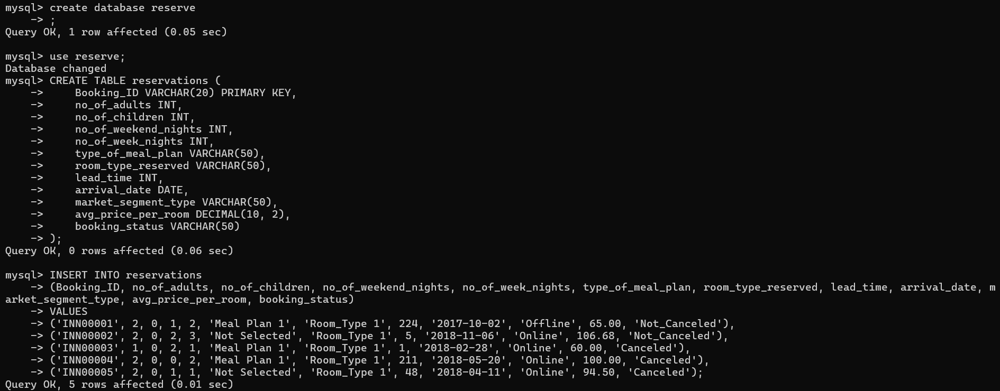 mysql> create database reserve
    -> ;
Query OK, 1 row affected (0.05 sec)

mysql> use reserve;
Database changed
mysql> CREATE TABLE reservations (
    ->     Booking_ID VARCHAR(20) PRIMARY KEY,
    ->     no_of_adults INT,
    ->     no_of_children INT,
    ->     no_of_weekend_nights INT,
    ->     no_of_week_nights INT,
    ->     type_of_meal_plan VARCHAR(50),
    ->     room_type_reserved VARCHAR(50),
    ->     lead_time INT,
    ->     arrival_date DATE,
    ->     market_segment_type VARCHAR(50),
    ->     avg_price_per_room DECIMAL(10, 2),
    ->     booking_status VARCHAR(50)
    -> );
Query OK, 0 rows affected (0.06 sec)

mysql> INSERT INTO reservations
    -> (Booking_ID, no_of_adults, no_of_children, no_of_weekend_nights, no_of_week_nights, type_of_meal_plan, room_type_reserved, lead_time, arrival_date, m
arket_segment_type, avg_price_per_room, booking_status)
    -> VALUES
    -> ('INN00001', 2, 0, 1, 2, 'Meal Plan 1', 'Room_Type 1', 224, '2017-10-02', 'Offline', 65.00, 'Not_Canceled'),
    -> ('INN00002', 2, 0, 2, 3, 'Not Selected', 'Room_Type 1', 5, '2018-11-06', 'Online', 106.68, 'Not_Canceled'),
    -> ('INN00003', 1, 0, 2, 1, 'Meal Plan 1', 'Room_Type 1', 1, '2018-02-28', 'Online', 60.00, 'Canceled'),
    -> ('INN00004', 2, 0, 0, 2, 'Meal Plan 1', 'Room_Type 1', 211, '2018-05-20', 'Online', 100.00, 'Canceled'),
    -> ('INN00005', 2, 0, 1, 1, 'Not Selected', 'Room_Type 1', 48, '2018-04-11', 'Online', 94.50, 'Canceled');
Query OK, 5 rows affected (0.01 sec)